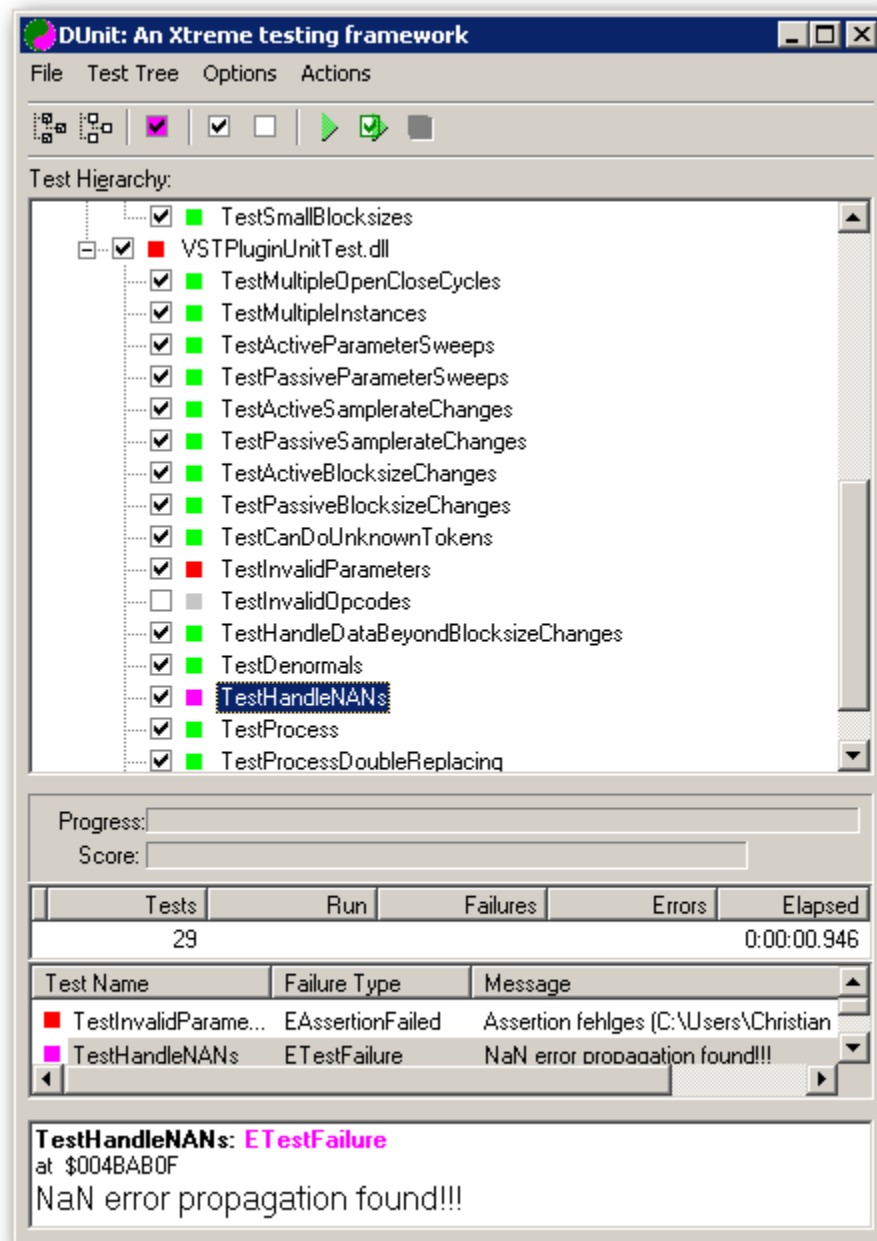 DUnit: An Xtreme testing framework
File Test Tree Options Actions
Test Hierarchy:
TestSmallBlocksizes
VSTPluginUnitTest.dll
TestMultipleOpenCloseCycles
TestMultipleInstances
TestActiveParameterSweeps
TestPassiveParameterSweeps
TestActiveSamplerateChanges
TestPassiveSamplerateChanges
TestActiveBlocksizeChanges
TestPassiveBlocksizeChanges
TestCanDoUnknownTokens
TestInvalidParameters
TestInvalidOpcodes
TestHandleDataBeyondBlocksizeChanges
TestDenormals
TestHandleNANs
TestProcess
TestProcessDoubleReplacing
Progress:
Score:
Tests Run Failures Errors Elapsed
29 0:00:00.946
Test Name Failure Type Message
TestInvalidParame... EAssertionFailed Assertion fehlges (C:\Users\Christian
TestHandleNANs ETestFailure NaN error propagation found!!!
TestHandleNANs: ETestFailure
at $004BAB0F
NaN error propagation found!!!